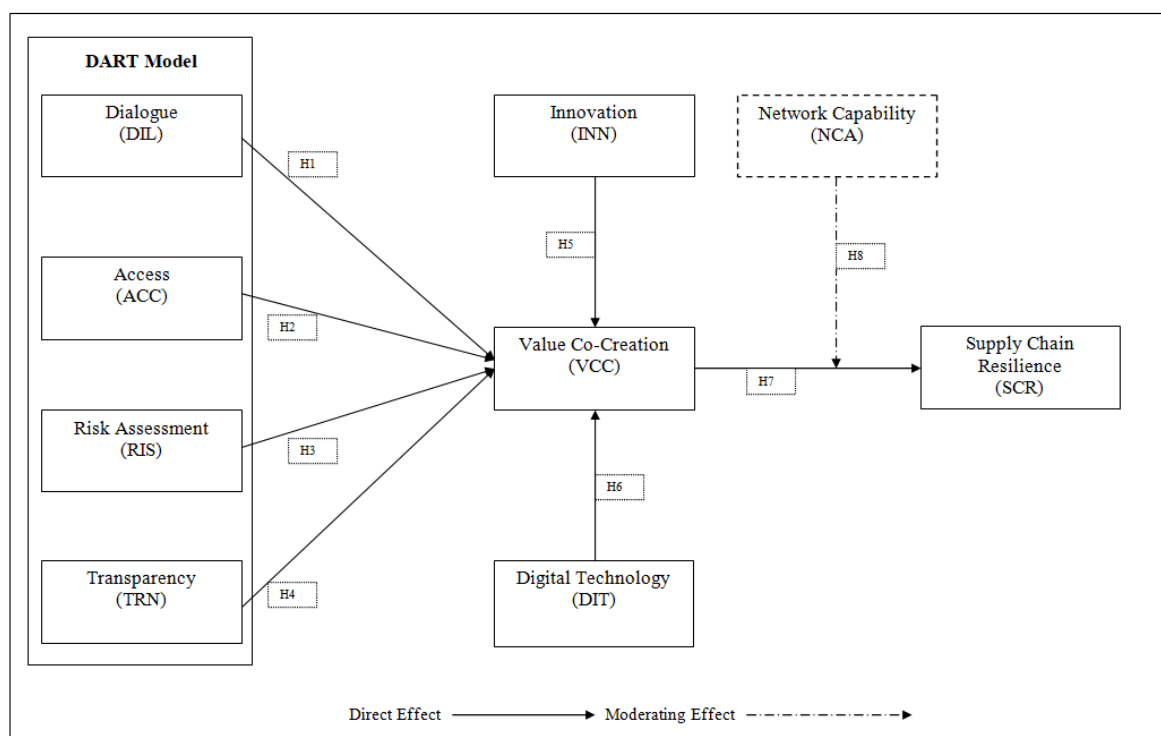 DART Model
Dialogue
(DIL)
Access
(ACC)
Risk Assessment
(RIS)
Transparency
(TRN)
H1
H2
H3
H4
Innovation
(INN)
H5
Value Co-Creation
(VCC)
H6
Digital Technology
(DIT)
Network Capability
(NCA)
H8
H7
Supply Chain
Resilience
(SCR)
Direct Effect
Moderating Effect